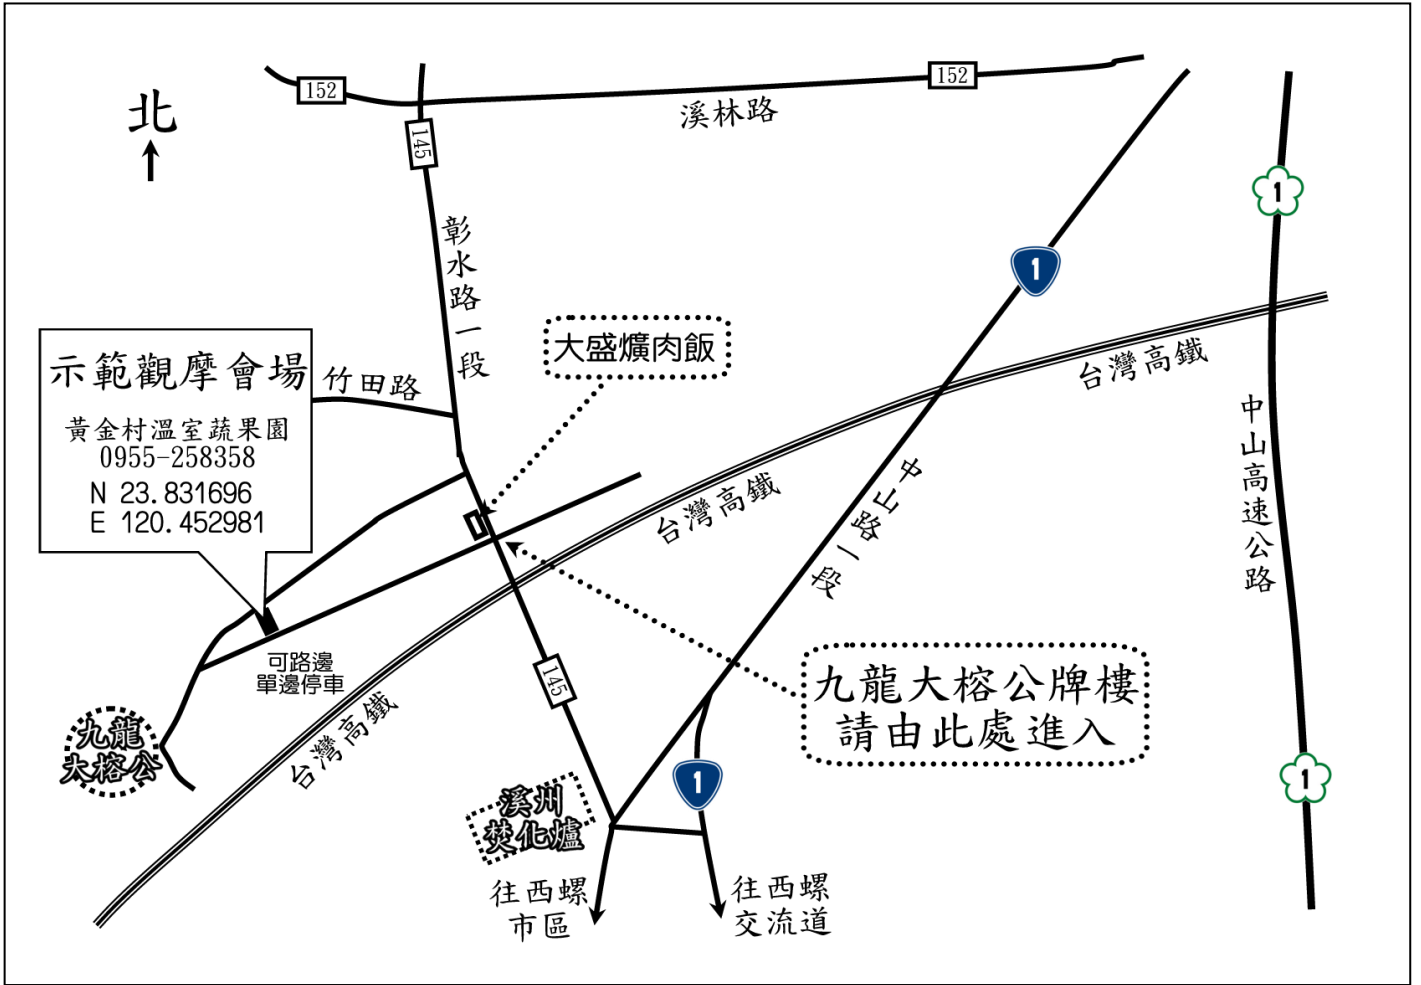 152
152
溪林路
北
145
1
彰水路一段
1
大盛爌肉飯
示範觀摩會場
黃金村溫室蔬果園
0955-258358
N 23.831696
E 120.452981
竹田路
台灣高鐵
中山高速公路
台灣高鐵
中山路一段
可路邊
單邊停車
145
九龍大榕公牌樓
請由此處進入
台灣高鐵
九龍
大榕公
1
1
溪州
焚化爐
往西螺
市區
往西螺
交流道